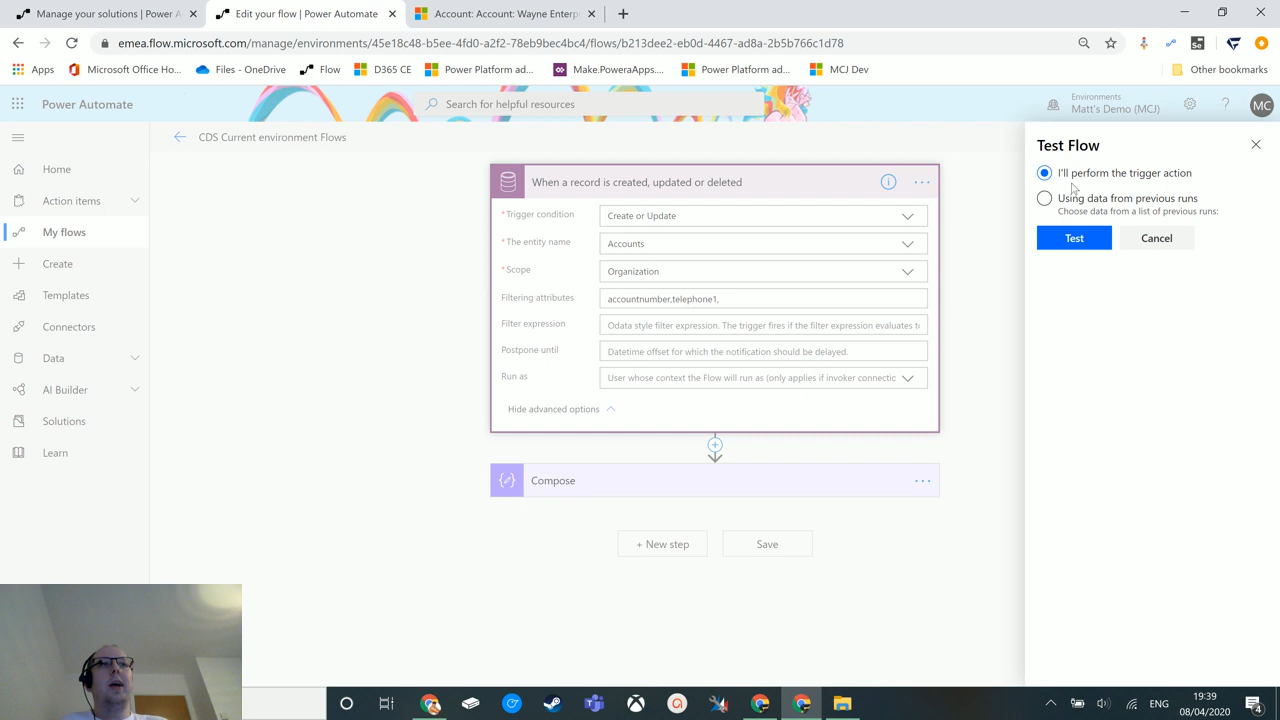 Manage your solutions | Power A
Edit your flow | Power Automate
Account: Account: Wayne Enterp
emea.flow.microsoft.com/manage/environments/45e18c48-b5ee-4fd0-a2f2-78eb9bec4bc4/flows/b213dee2-eb0d-4467-ad8a-2b5b766c1d78
Apps
Microsoft Office Ho...
Files - OneDrive
Flow
D365 CE
Power Platform ad...
Make.PoweraApps....
Power Platform ad...
MCJ Dev
Other bookmarks
Power Automate
Search for helpful resources
Environments
Matt's Demo (MCJ)
?
MC
CDS Current environment Flows
Home
Action items
My flows
Create
Templates
Connectors
Data
AI Builder
Solutions
Learn
When a record is created, updated or deleted
* Trigger condition
Create or Update
* The entity name
Accounts
* Scope
Organization
Filtering attributes
accountnumber,telephone1,
Filter expression
Odata style filter expression. The trigger fires if the filter expression evaluates to
Postpone until
Datetime offset for which the notification should be delayed.
Run as
User whose context the Flow will run as (only applies if invoker connectic
Hide advanced options
Compose
+ New step
Save
Test Flow
I'll perform the trigger action
Using data from previous runs
Choose data from a list of previous runs:
Test
Cancel
ENG
19:39
08/04/2020
4